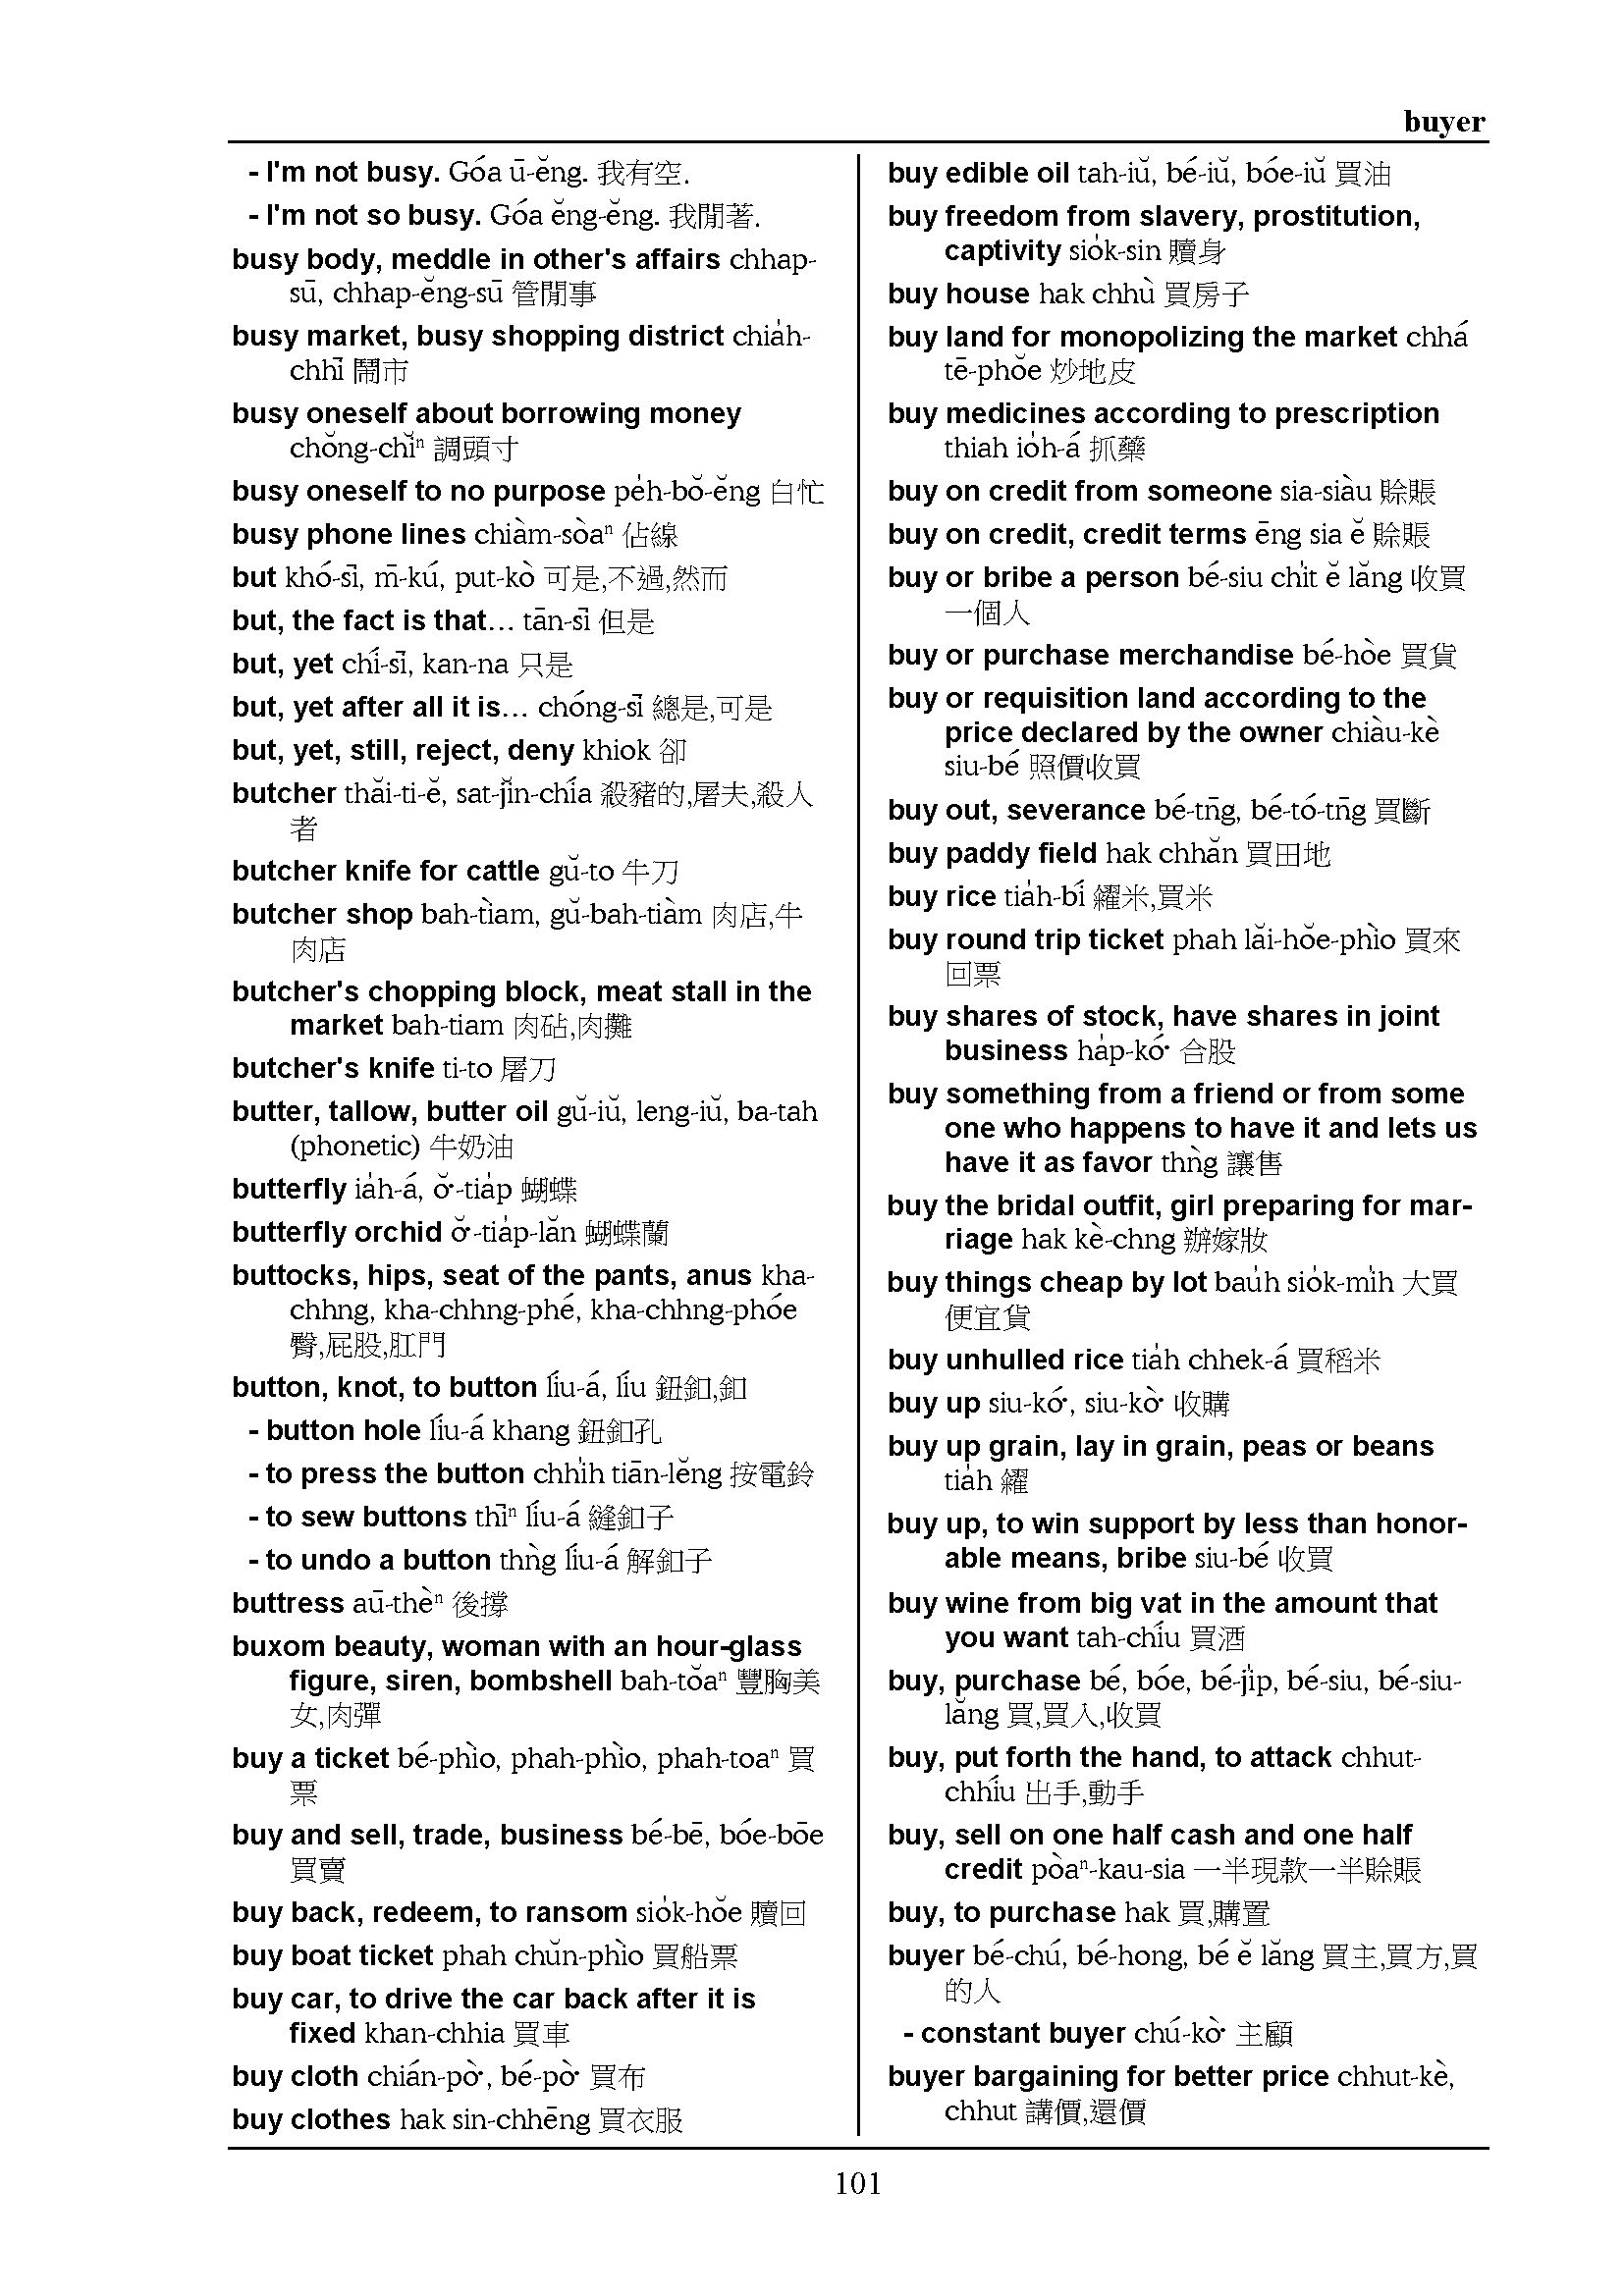 buyer
- I'm not busy. Góa ū-ĕng. 我有空.
- I'm not so busy. Góa ĕng-ĕng. 我閒著.
busy body, meddle in other's affairs chhap-
sū, chhap-ĕng-sū 管閒事
busy market, busy shopping district chia̍h-
chhī 鬧市
busy oneself about borrowing money
chŏng-chĭⁿ 調頭寸
busy oneself to no purpose pe̍h-bŏ-ĕng 白忙
busy phone lines chiàm-sòaⁿ 佔線
but khó-sī, m̄-kú, put-kò 可是,不過,然而
but, the fact is that… tān-sī 但是
but, yet chí-sī, kan-na 只是
but, yet after all it is… chóng-sī 總是,可是
but, yet, still, reject, deny khiok 卻
butcher thăi-ti-ĕ, sat-jĭn-chía 殺豬的,屠夫,殺人
者
butcher knife for cattle gŭ-to 牛刀
butcher shop bah-tìam, gŭ-bah-tiàm 肉店,牛
肉店
butcher's chopping block, meat stall in the
market bah-tiam 肉砧,肉攤
butcher's knife ti-to 屠刀
butter, tallow, butter oil gŭ-iŭ, leng-iŭ, ba-tah
(phonetic) 牛奶油
butterfly ia̍h-á, ŏ͘-tia̍p 蝴蝶
butterfly orchid ŏ͘-tia̍p-lăn 蝴蝶蘭
buttocks, hips, seat of the pants, anus kha-
chhng, kha-chhng-phé, kha-chhng-phóe
臀,屁股,肛門
button, knot, to button líu-á, líu 鈕釦,釦
- button hole líu-á khang 鈕釦孔
- to press the button chhi̍h tiān-lĕng 按電鈴
- to sew buttons thīⁿ líu-á 縫釦子
- to undo a button thǹg líu-á 解釦子
buttress aū-thèⁿ 後撐
buxom beauty, woman with an hour-glass
figure, siren, bombshell bah-tŏaⁿ 豐胸美
女,肉彈
buy a ticket bé-phìo, phah-phìo, phah-toaⁿ 買
票
buy and sell, trade, business bé-bē, bóe-bōe
買賣
buy back, redeem, to ransom sio̍k-hŏe 贖回
buy boat ticket phah chŭn-phìo 買船票
buy car, to drive the car back after it is
fixed khan-chhia 買車
buy cloth chián-pò͘, bé-pò͘ 買布
buy clothes hak sin-chhēng 買衣服
buy edible oil tah-iŭ, bé-iŭ, bóe-iŭ 買油
buy freedom from slavery, prostitution,
captivity sio̍k-sin 贖身
buy house hak chhù 買房子
buy land for monopolizing the market chhá
tē-phŏe 炒地皮
buy medicines according to prescription
thiah io̍h-á 抓藥
buy on credit from someone sia-siàu 賒賬
buy on credit, credit terms ēng sia ĕ 賒賬
buy or bribe a person bé-siu chi̍t ĕ lăng 收買
一個人
buy or purchase merchandise bé-hòe 買貨
buy or requisition land according to the
price declared by the owner chiàu-kè
siu-bé 照價收買
buy out, severance bé-tn̄g, bé-tó-tn̄g 買斷
buy paddy field hak chhăn 買田地
buy rice tia̍h-bí 糴米,買米
buy round trip ticket phah lăi-hŏe-phìo 買來
回票
buy shares of stock, have shares in joint
business ha̍p-kó͘ 合股
buy something from a friend or from some
one who happens to have it and lets us
have it as favor thǹg 讓售
buy the bridal outfit, girl preparing for mar-
riage hak kè-chng 辦嫁妝
buy things cheap by lot bau̍h sio̍k-mi̍h 大買
便宜貨
buy unhulled rice tia̍h chhek-á 買稻米
buy up siu-kó͘, siu-kò͘ 收購
buy up grain, lay in grain, peas or beans
tia̍h 糴
buy up, to win support by less than honor-
able means, bribe siu-bé 收買
buy wine from big vat in the amount that
you want tah-chíu 買酒
buy, purchase bé, bóe, bé-ji̍p, bé-siu, bé-siu-
lăng 買,買入,收買
buy, put forth the hand, to attack chhut-
chhíu 出手,動手
buy, sell on one half cash and one half
credit pòaⁿ-kau-sia 一半現款一半賒賬
buy, to purchase hak 買,購置
buyer bé-chú, bé-hong, bé ĕ lăng 買主,買方,買
的人
- constant buyer chú-kò͘ 主顧
buyer bargaining for better price chhut-kè,
chhut 講價,還價
101